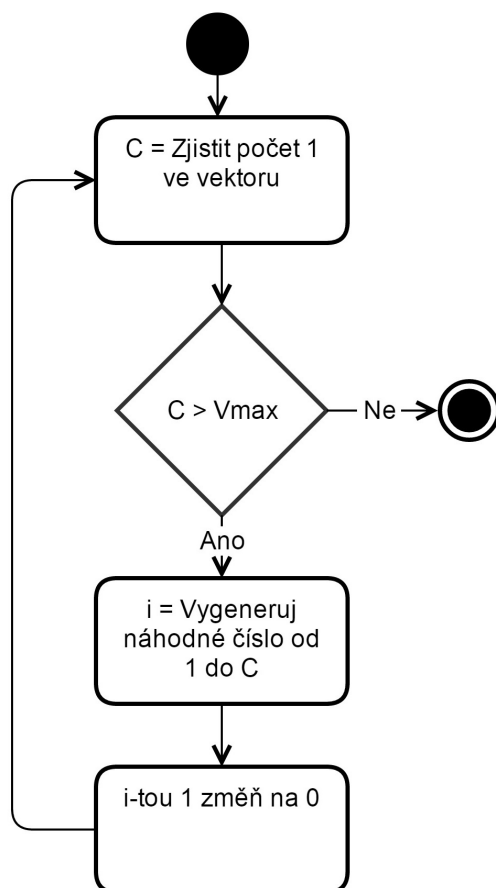 C = Zjistit počet 1
ve vektoru
C > Vmax
Ne
Ano
i = Vygeneruj
náhodné číslo od
1 do C
i-tou 1 změň na 0